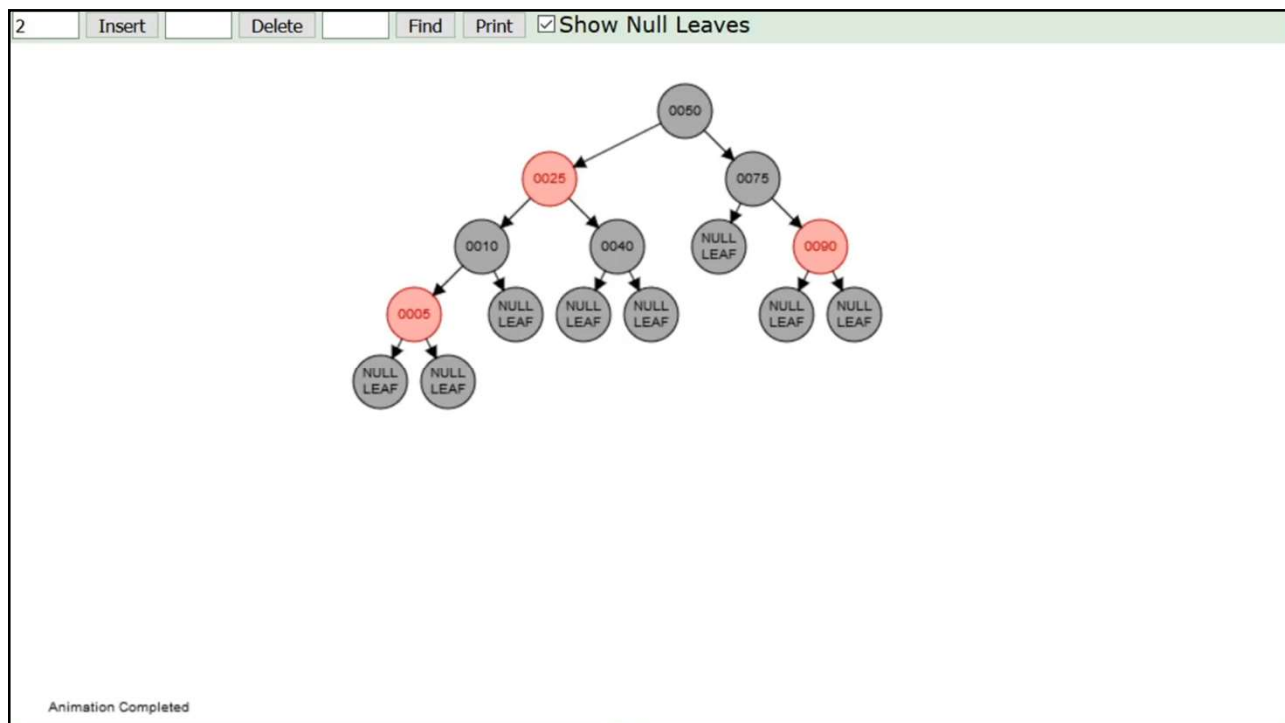 2 Insert Delete Find Print Show Null Leaves
0050
0025 0075
0010 0040 NULL LEAF 0090
0005 NULL LEAF NULL LEAF NULL LEAF NULL LEAF NULL LEAF
NULL LEAF NULL LEAF
Animation Completed